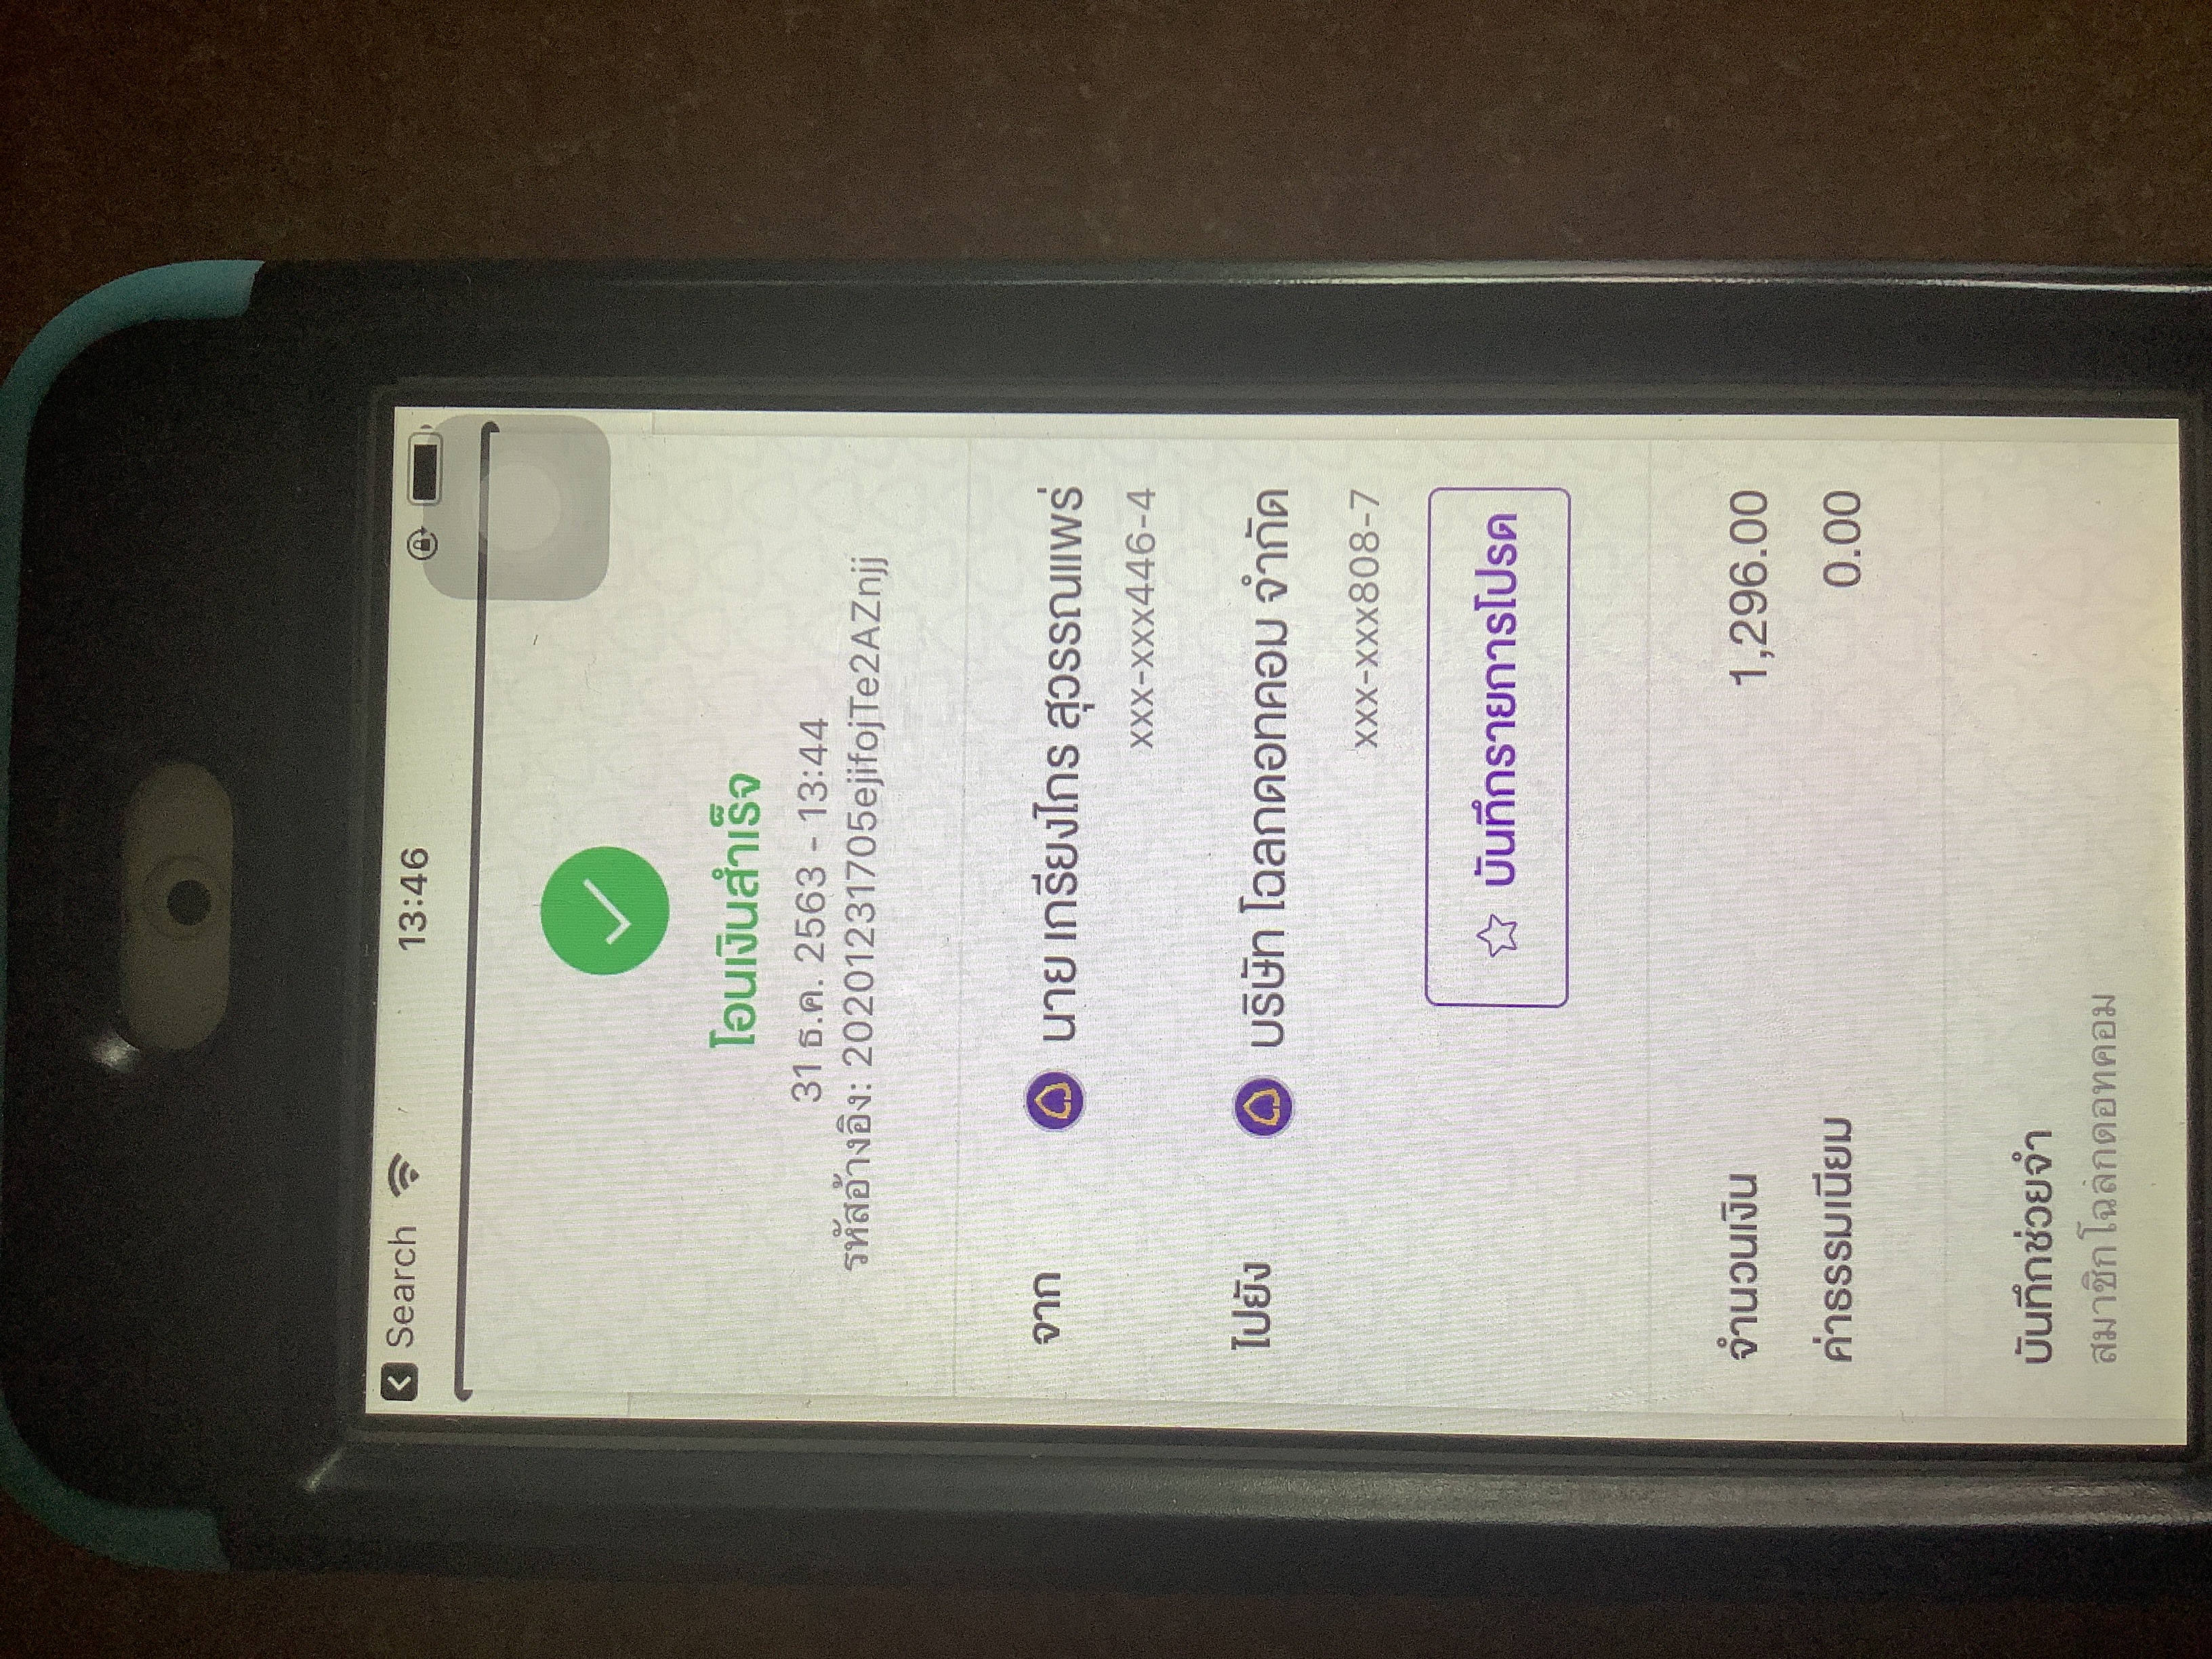 Search
13:46
โอนเงินสำเร็จ
31 ธ.ค. 2563 - 13:44
รหัสอ้างอิง: 20201231705ejifojTe2AZnjj
จาก
นาย เกรียงไกร สุวรรณแพร่
xxx-xxx446-4
ไปยัง
บริษัท โฉลกดอทคอม จำกัด
xxx-xxx808-7
บันทึกรายการโปรด
จำนวนเงิน 1,296.00
ค่าธรรมเนียม 0.00
บันทึกช่วยจำ
สมาชิกโฉลกดอทคอม